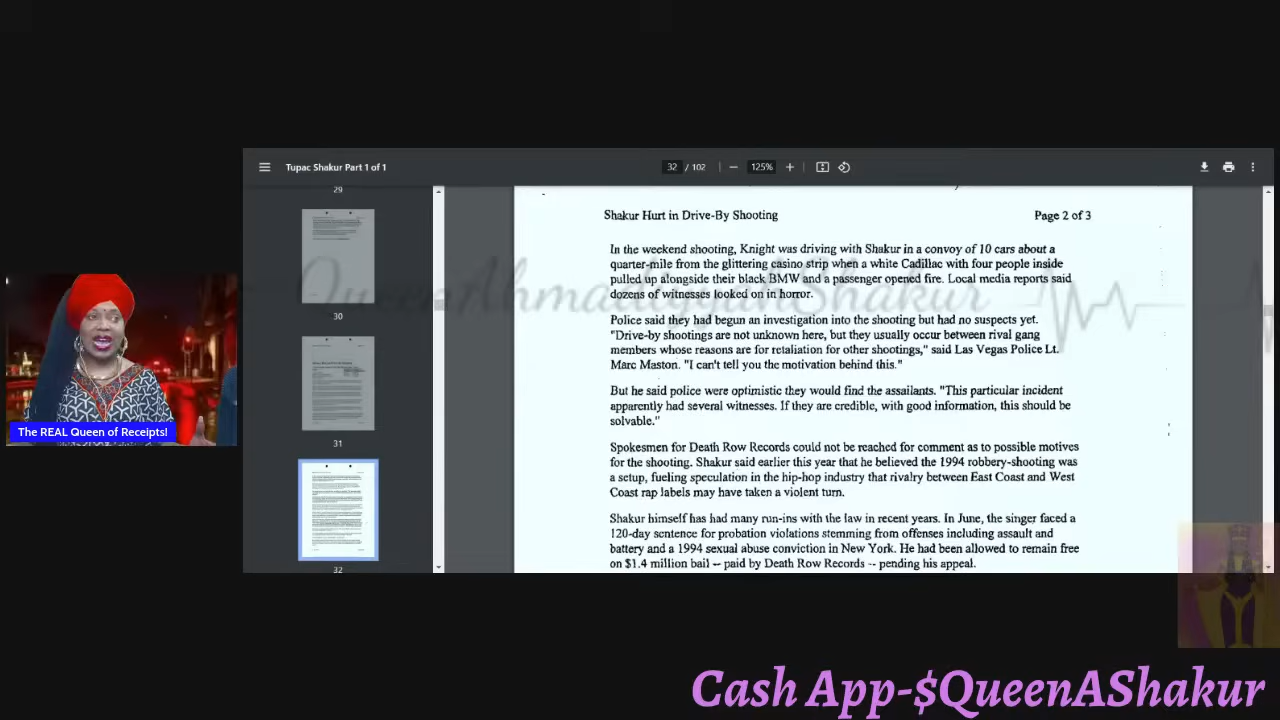 Tupac Shakur Part 1 of 1
32 / 102
125%
29
30
31
32
Shakur Hurt in Drive-By Shooting
Page 2 of 3
In the weekend shooting, Knight was driving with Shakur in a convoy of 10 cars about a
quarter-mile from the glittering casino strip when a white Cadillac with four people inside
pulled up alongside their black BMW and a passenger opened fire. Local media reports said
dozens of witnesses looked on in horror.
Police said they had begun an investigation into the shooting but had no suspects yet.
"Drive-by shootings are not unknown here, but they usually occur between rival gang
members whose reasons are for retaliation for other shootings," said Las Vegas Police Lt.
Marc Maston. "I can't tell you the motivation behind this."
But he said police were optimistic they would find the assailants. "This particular incident
apparently had several witnesses. If they are credible, with good information, this should be
solvable."
Spokesmen for Death Row Records could not be reached for comment as to possible motives
for the shooting. Shakur said earlier this year that he believed the 1994 robbery-shooting was
a setup, fueling speculation in the hip-hop industry that rivalry between East Coast and West
Coast rap labels may have taken a violent turn.
Shakur himself has had many run-ins with the law in recent years. In June, the singer faced a
120-day sentence for probation violations stemming from offenses including assault and
battery and a 1994 sexual abuse conviction in New York. He had been allowed to remain free
on $1.4 million bail -- paid by Death Row Records -- pending his appeal.
The REAL Queen of Receipts!
Cash App-$QueenAShakur